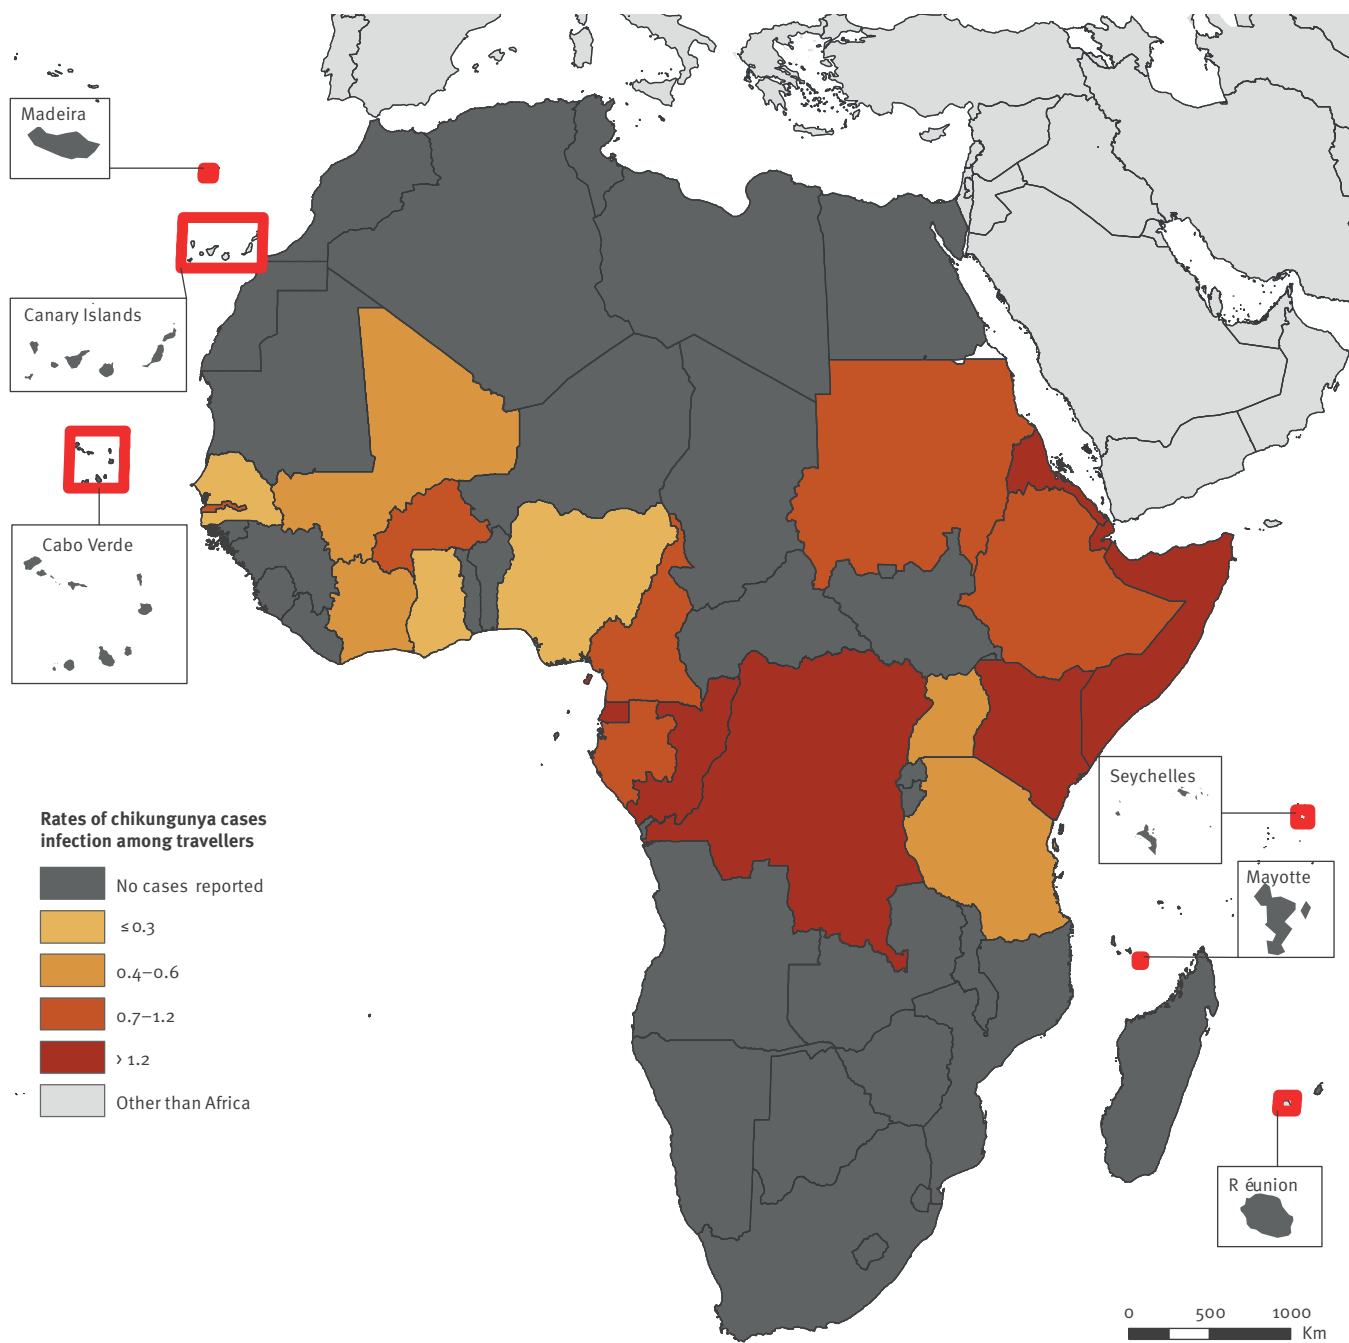 Madeira
Canary Islands
Cabo Verde
Seychelles
Mayotte
R éunion
Rates of chikungunya cases
infection among travellers
No cases reported
≤ 0.3
0.4–0.6
0.7–1.2
› 1.2
Other than Africa
0 500 1000
Km